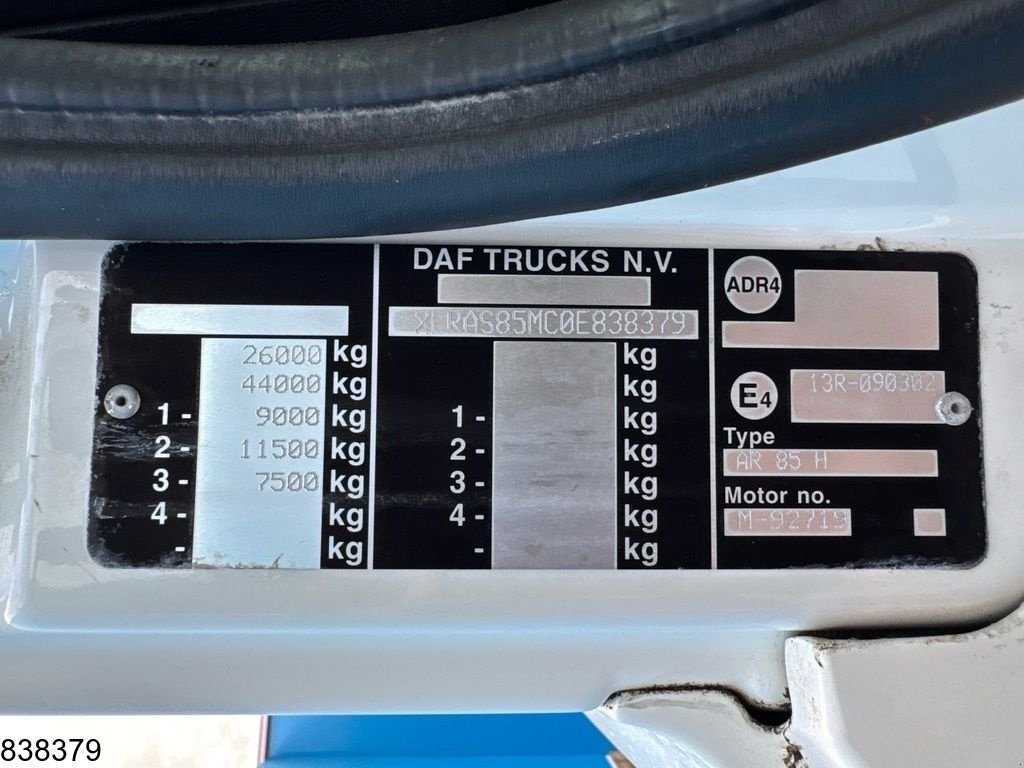 26000 kg
44000 kg
1- 9000 kg
2- 11500 kg
3- 7500 kg
4- kg
- kg
DAF TRUCKS N.V.
XLRAS85MC0E838379
kg
kg
1- kg
2- kg
3- kg
4- kg
- kg
ADR4
E4 13R-090302
Type
AR 85 H
Motor no.
M-92719
838379